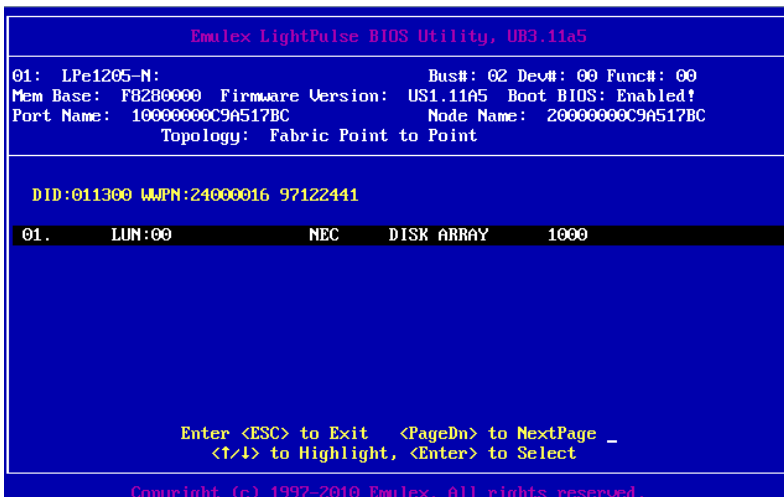 Emulex LightPulse BIOS Utility, UB3.11a5
01: LPe1205-N: Bus#: 02 Dev#: 00 Func#: 00
Mem Base: F8280000 Firmware Version: US1.11A5 Boot BIOS: Enabled!
Port Name: 10000000C9A517BC Node Name: 20000000C9A517BC
Topology: Fabric Point to Point
DID:011300 WWPN:24000016 97122441
01. LUN:00 NEC DISK ARRAY 1000
Enter <ESC> to Exit <PageDn> to NextPage _
<↑/↓> to Highlight, <Enter> to Select
Copyright (c) 1997-2010 Emulex. All rights reserved.